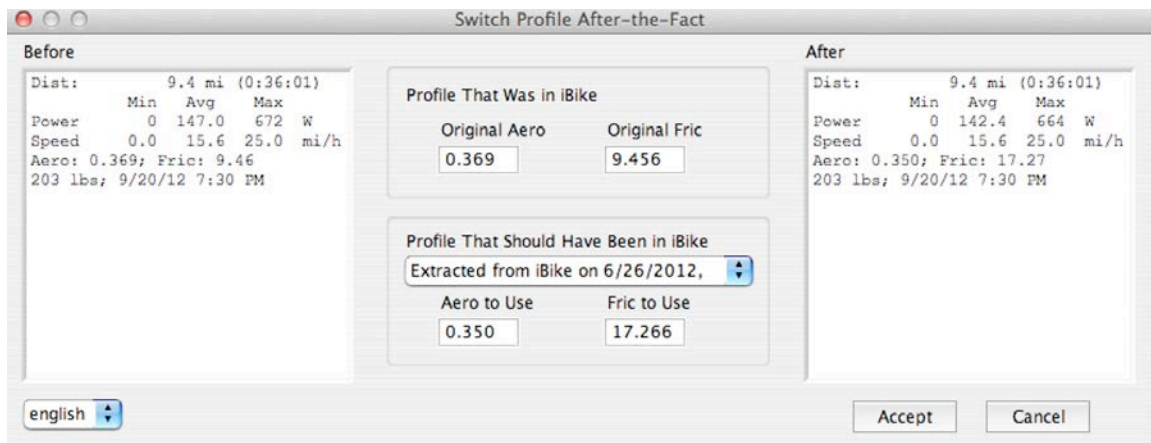 Switch Profile After-the-Fact
Before
Dist: 9.4 mi (0:36:01)
Min Avg Max
Power 0 147.0 672 W
Speed 0.0 15.6 25.0 mi/h
Aero: 0.369; Fric: 9.46
203 lbs; 9/20/12 7:30 PM
Profile That Was in iBike
Original Aero Original Fric
0.369 9.456
Profile That Should Have Been in iBike
Extracted from iBike on 6/26/2012,
Aero to Use Fric to Use
0.350 17.266
After
Dist: 9.4 mi (0:36:01)
Min Avg Max
Power 0 142.4 664 W
Speed 0.0 15.6 25.0 mi/h
Aero: 0.350; Fric: 17.27
203 lbs; 9/20/12 7:30 PM
english
Accept Cancel